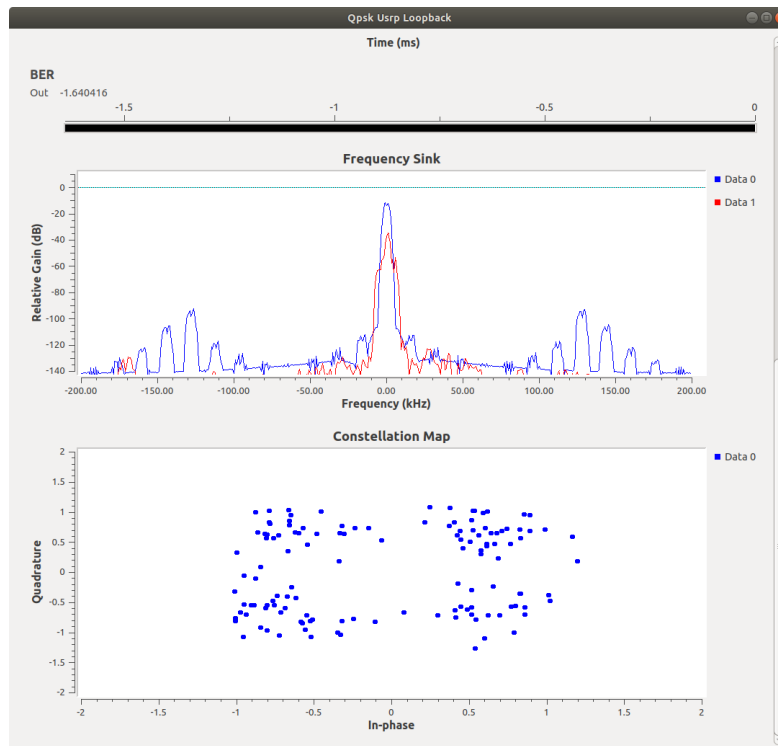 Qpsk Usrp Loopback
Time (ms)
BER
Out -1.640416
-1.5 -1 -0.5 0
Frequency Sink
Data 0
Data 1
Relative Gain (dB)
0
-20
-40
-60
-80
-100
-120
-140
-200.00 -150.00 -100.00 -50.00 0.00 50.00 100.00 150.00 200.00
Frequency (kHz)
Constellation Map
Data 0
Quadrature
2
1.5
1
0.5
0
-0.5
-1
-1.5
-2
-2 -1.5 -1 -0.5 0 0.5 1 1.5 2
In-phase